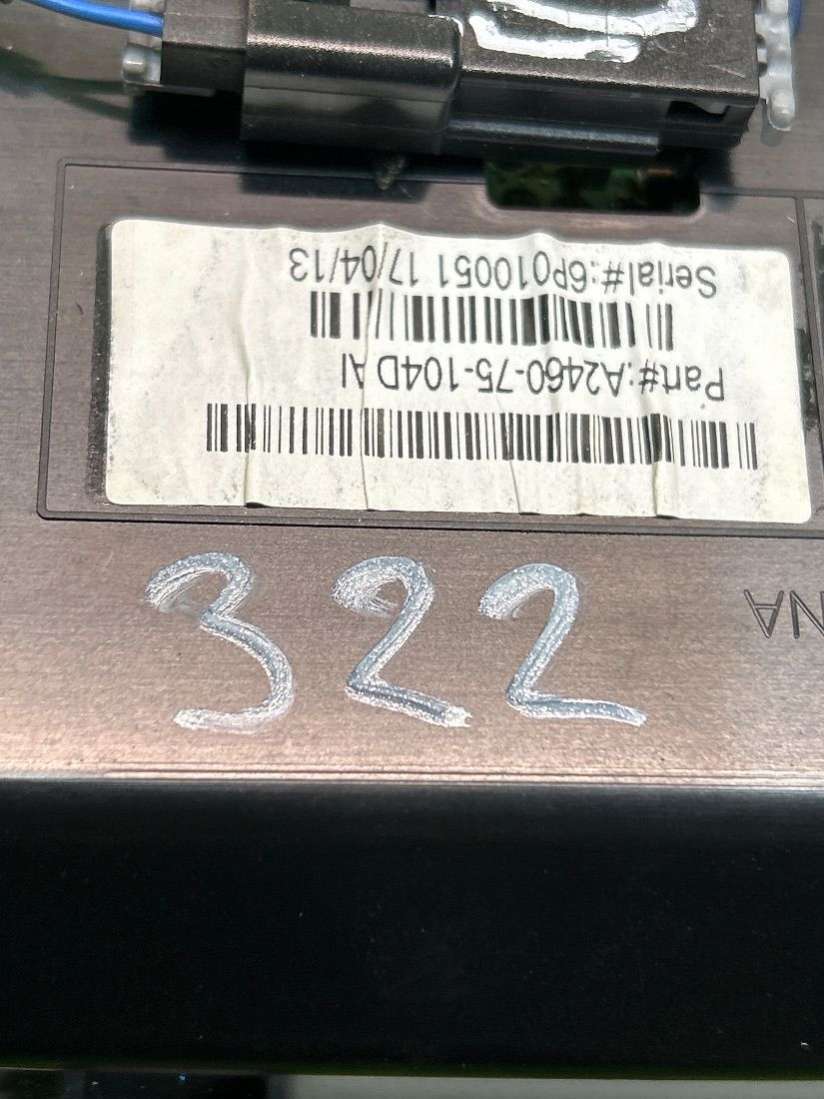 Part#:A2460-75-104D AI
Serial#:6P010051 17/04/13
322